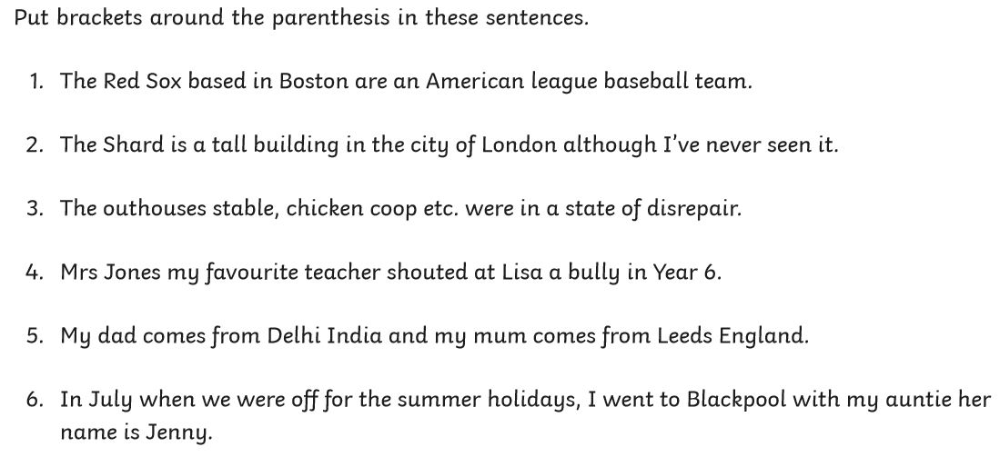 Put brackets around the parenthesis in these sentences.
1. The Red Sox based in Boston are an American league baseball team.
2. The Shard is a tall building in the city of London although I've never seen it.
3. The outhouses stable, chicken coop etc. were in a state of disrepair.
4. Mrs Jones my favourite teacher shouted at Lisa a bully in Year 6.
5. My dad comes from Delhi India and my mum comes from Leeds England.
6. In July when we were off for the summer holidays, I went to Blackpool with my auntie her
name is Jenny.